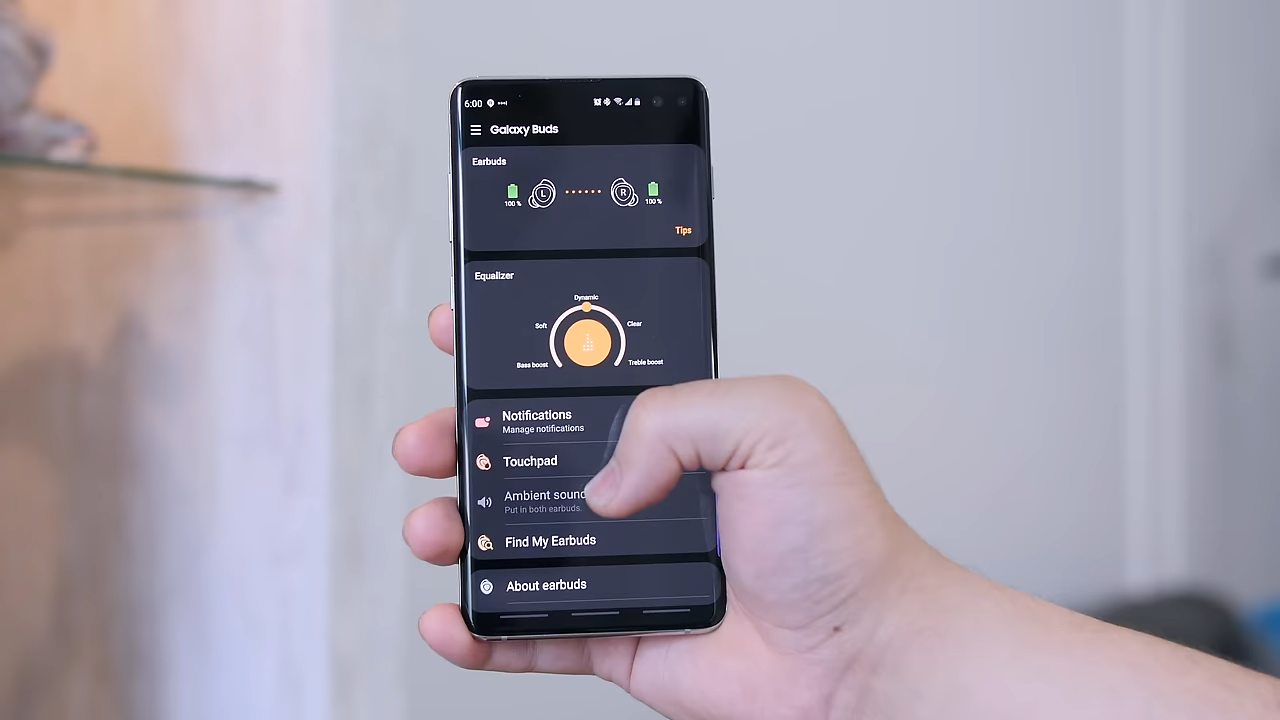 6:00
Galaxy Buds
Earbuds
L
R
100 %
100 %
Tips
Equalizer
Dynamic
Soft
Clear
Bass boost
Treble boost
Notifications
Manage notifications
Touchpad
Ambient sound
Put in both earbuds.
Find My Earbuds
About earbuds